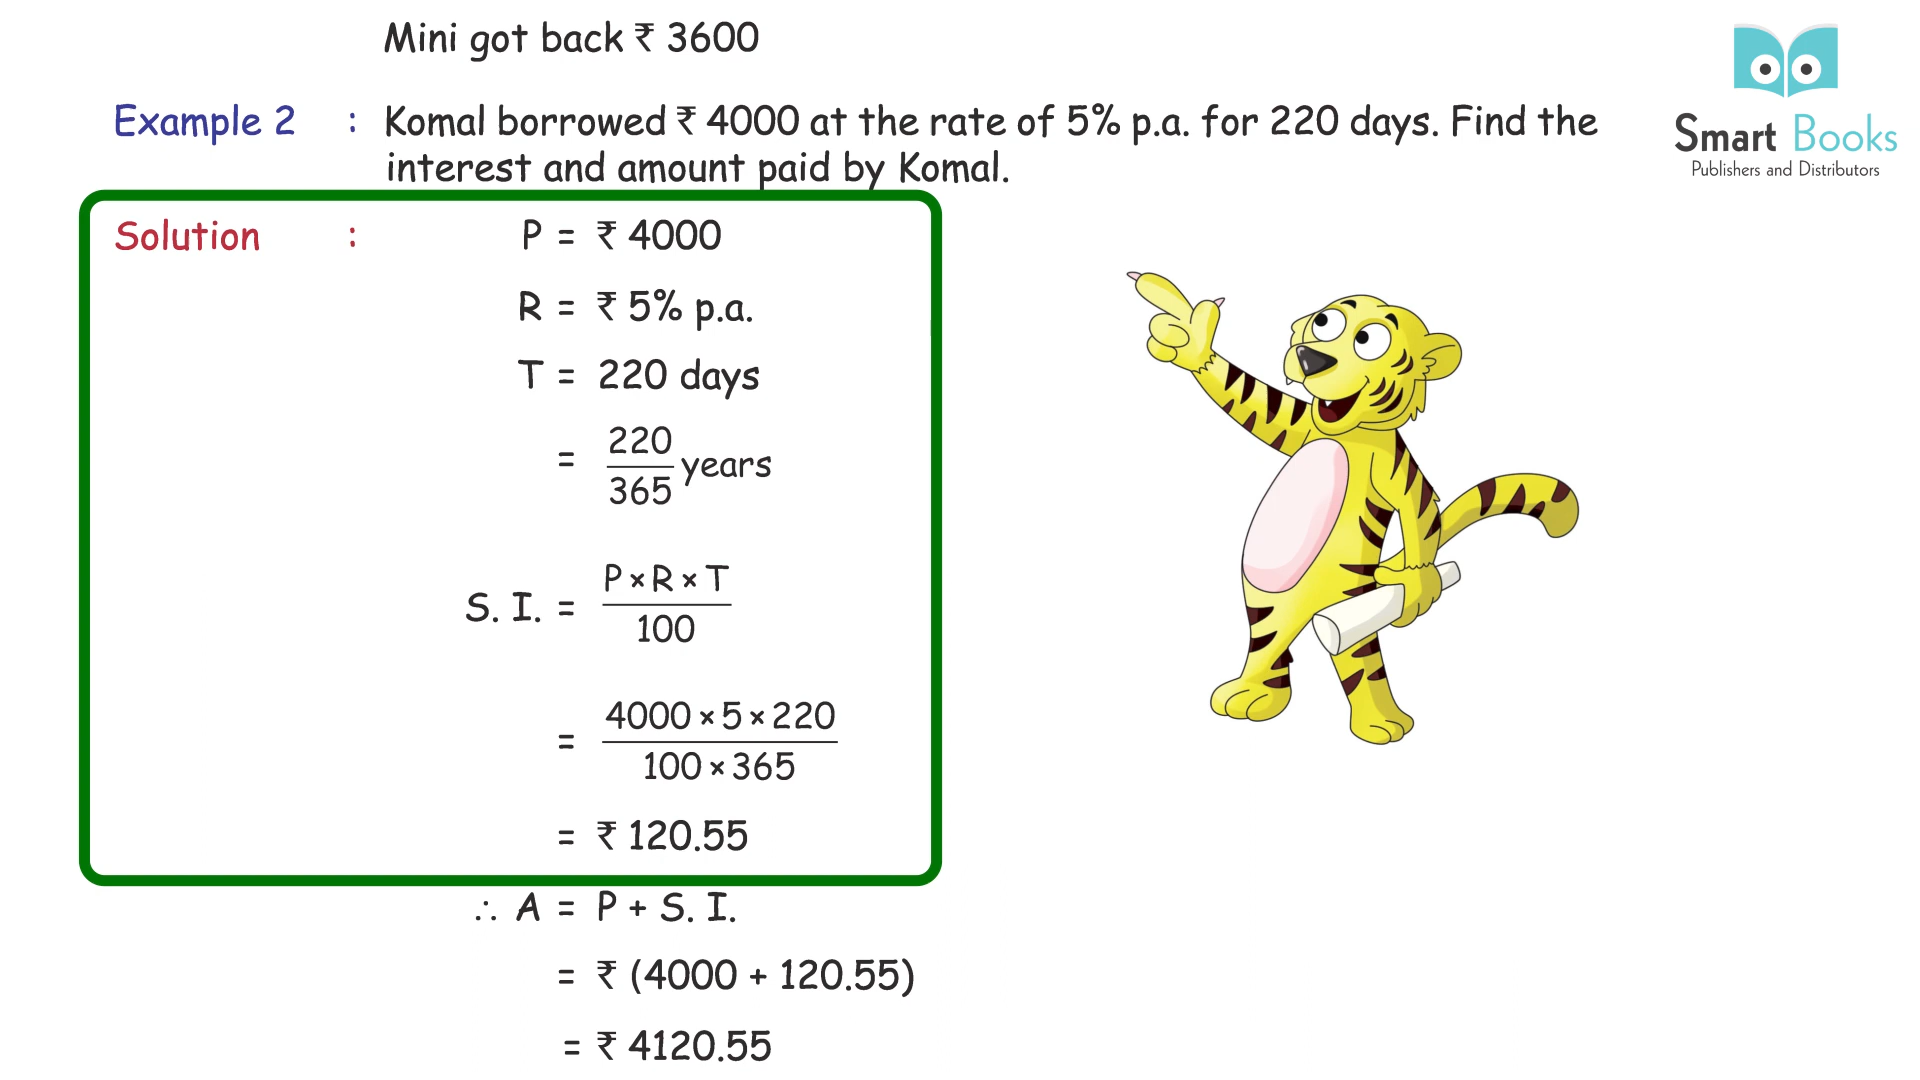 Mini got back ₹ 3600
Smart Books
Publishers and Distributors
Example 2 : Komal borrowed ₹ 4000 at the rate of 5% p.a. for 220 days. Find the
interest and amount paid by Komal.
Solution : P = ₹ 4000
R = ₹ 5% p.a.
T = 220 days
= 220/365 years
S. I. = P × R × T / 100
= 4000 × 5 × 220 / 100 × 365
= ₹ 120.55
∴ A = P + S. I.
= ₹ (4000 + 120.55)
= ₹ 4120.55